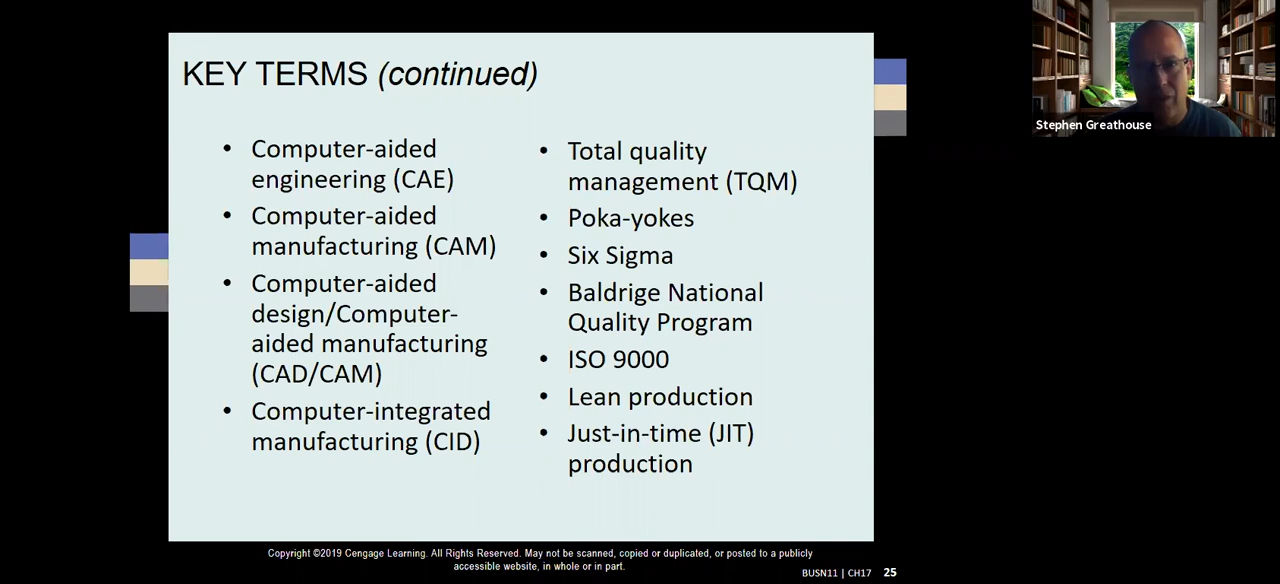 KEY TERMS (continued)
• Computer-aided
engineering (CAE)
• Computer-aided
manufacturing (CAM)
• Computer-aided
design/Computer-
aided manufacturing
(CAD/CAM)
• Computer-integrated
manufacturing (CID)
• Total quality
management (TQM)
• Poka-yokes
• Six Sigma
• Baldrige National
Quality Program
• ISO 9000
• Lean production
• Just-in-time (JIT)
production
Copyright ©2019 Cengage Learning. All Rights Reserved. May not be scanned, copied or duplicated, or posted to a publicly
accessible website, in whole or in part.
BUSN11 | CH17 25
Stephen Greathouse